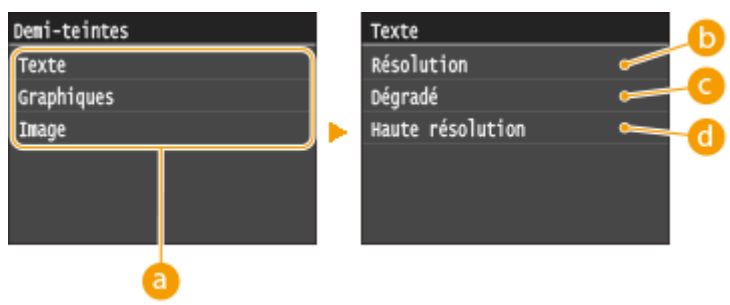 Demi-teintes
Texte
Graphiques
Image
a
Texte
Résolution
Dégradé
Haute résolution
b
c
d